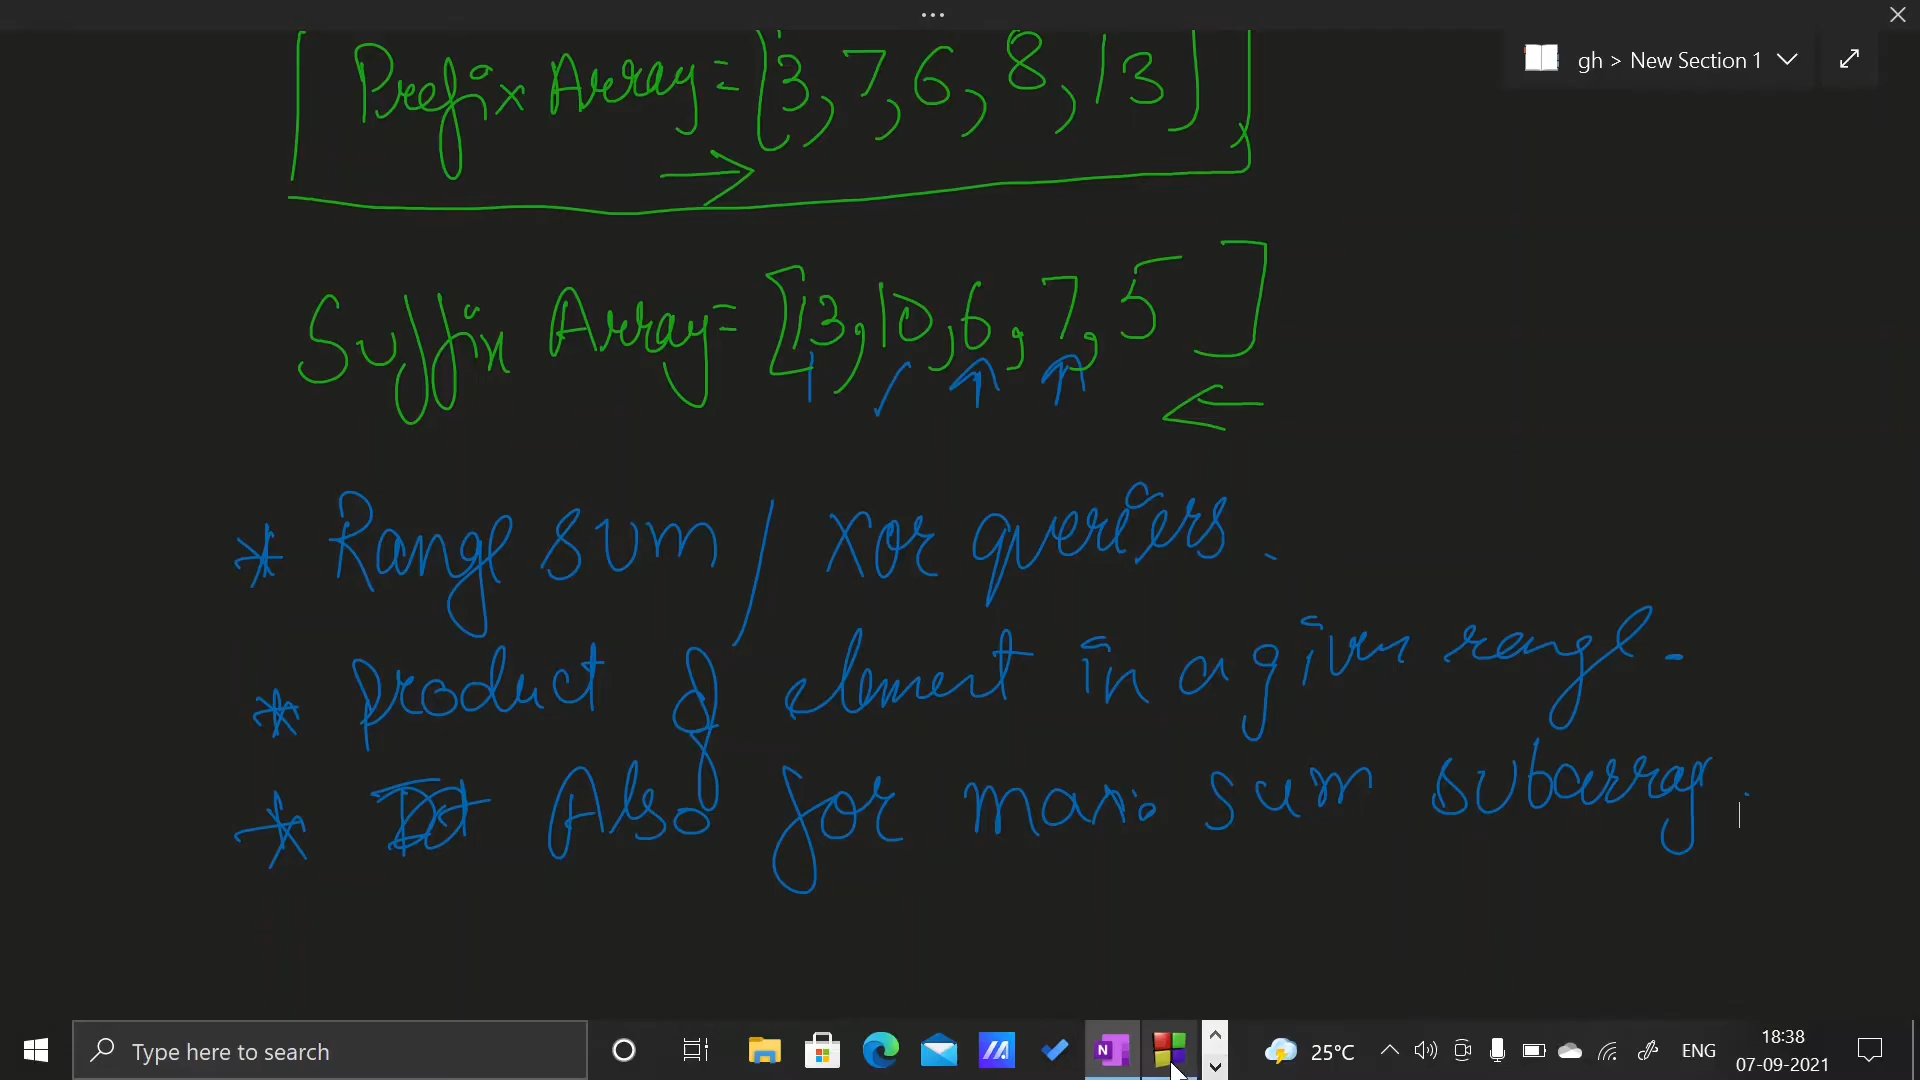 ...
gh > New Section 1
Prefix Array = [3, 7, 6, 8, 13]
Suffix Array = [13, 10, 6, 7, 5]
* Range sum / xor queriers.
* product of element in a given range.
* Also for max. sum subarray.
Type here to search
25°C
ENG
18:38
07-09-2021